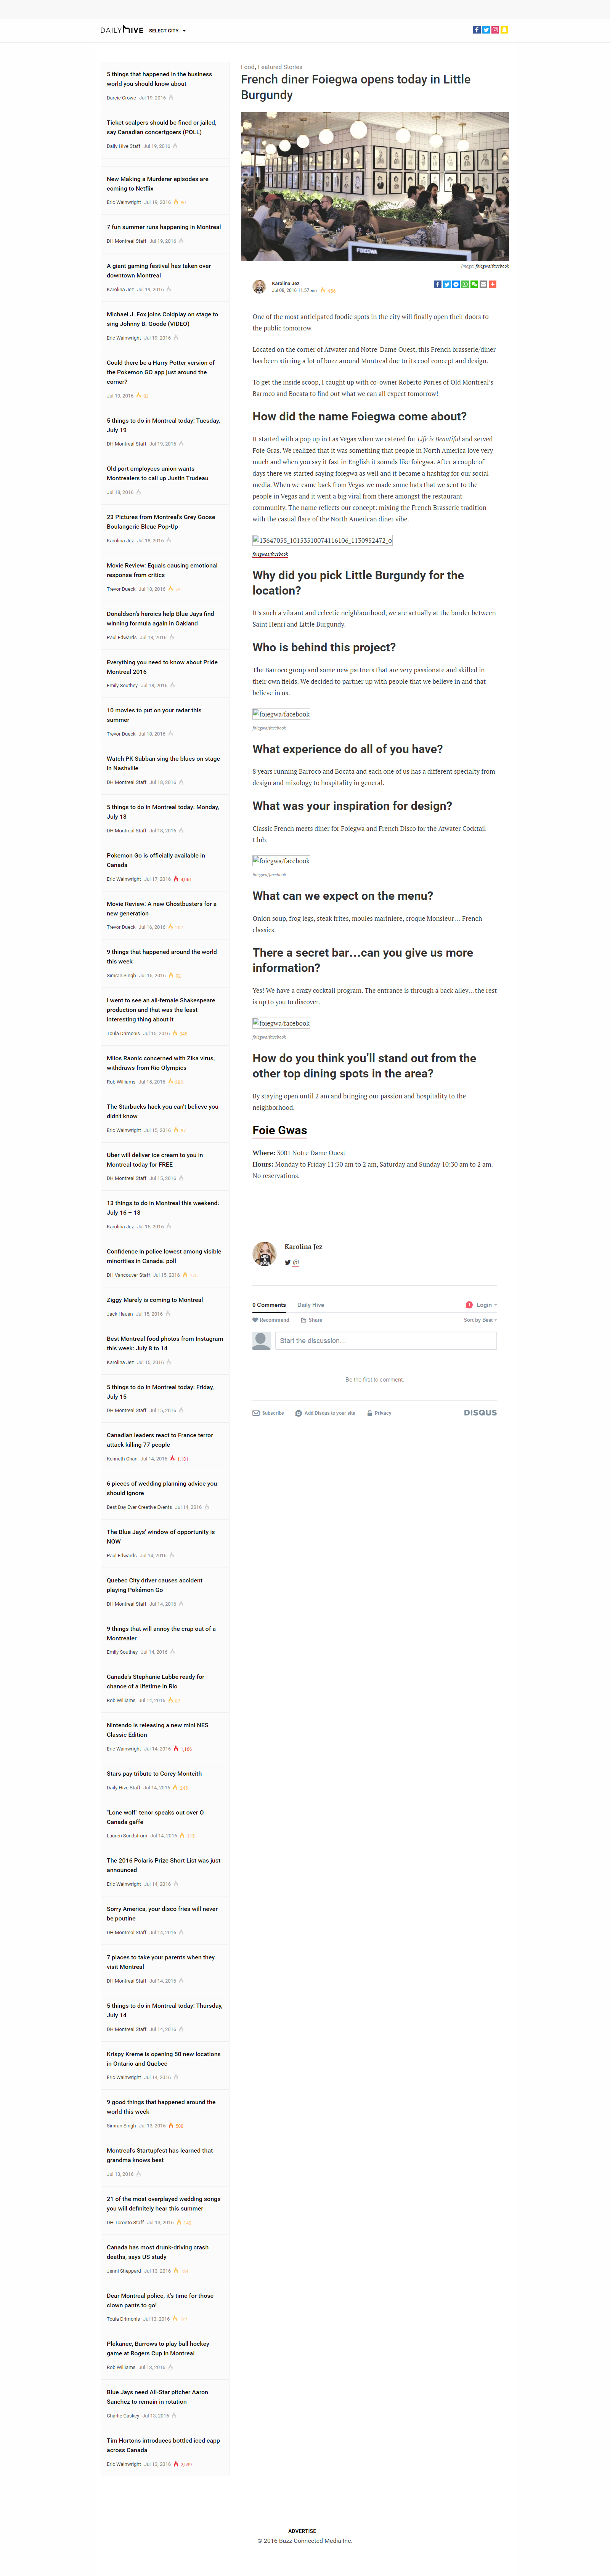 DAILY HIVE SELECT CITY
5 things that happened in the business
world you should know about
Darcie Crowe Jul 19, 2016
Ticket scalpers should be fined or jailed,
say Canadian concertgoers (POLL)
Daily Hive Staff Jul 19, 2016
New Making a Murderer episodes are
coming to Netflix
Eric Wainwright Jul 19, 2016
7 fun summer runs happening in Montreal
DH Montreal Staff Jul 19, 2016
A giant gaming festival has taken over
downtown Montreal
Karolina Jez Jul 19, 2016
Michael J. Fox joins Coldplay on stage to
sing Johnny B. Goode (VIDEO)
Eric Wainwright Jul 19, 2016
Could there be a Harry Potter version of
the Pokemon GO app just around the
corner?
Jul 19, 2016
5 things to do in Montreal today: Tuesday,
July 19
DH Montreal Staff Jul 19, 2016
Old port employees union wants
Montrealers to call up Justin Trudeau
Jul 18, 2016
23 Pictures from Montreal's Grey Goose
Boulangerie Bleue Pop-Up
Karolina Jez Jul 18, 2016
Movie Review: Equals causing emotional
response from critics
Trevor Dueck Jul 18, 2016
Donaldson's heroics help Blue Jays find
winning formula again in Oakland
Paul Edwards Jul 18, 2016
Everything you need to know about Pride
Montreal 2016
Emily Southey Jul 18, 2016
10 movies to put on your radar this
summer
Trevor Dueck Jul 18, 2016
Watch PK Subban sing the blues on stage
in Nashville
DH Montreal Staff Jul 18, 2016
5 things to do in Montreal today: Monday,
July 18
DH Montreal Staff Jul 18, 2016
Pokemon Go is officially available in
Canada
Eric Wainwright Jul 17, 2016 4,061
Movie Review: A new Ghostbusters for a
new generation
Trevor Dueck Jul 16, 2016
9 things that happened around the world
this week
Simran Singh Jul 15, 2016
I went to see an all-female Shakespeare
production and that was the least
interesting thing about it
Toula Drimonis Jul 15, 2016
Milos Raonic concerned with Zika virus,
withdraws from Rio Olympics
Rob Williams Jul 15, 2016
The Starbucks hack you can't believe you
didn't know
Eric Wainwright Jul 15, 2016
Uber will deliver ice cream to you in
Montreal today for FREE
DH Montreal Staff Jul 15, 2016
13 things to do in Montreal this weekend:
July 16 – 18
Karolina Jez Jul 15, 2016
Confidence in police lowest among visible
minorities in Canada: poll
DH Vancouver Staff Jul 15, 2016
Ziggy Marely is coming to Montreal
Jack Hauen Jul 15, 2016
Best Montreal food photos from Instagram
this week: July 8 to 14
Karolina Jez Jul 15, 2016
5 things to do in Montreal today: Friday,
July 15
DH Montreal Staff Jul 15, 2016
Canadian leaders react to France terror
attack killing 77 people
Kenneth Chan Jul 14, 2016 1,181
6 pieces of wedding planning advice you
should ignore
Best Day Ever Creative Events Jul 14, 2016
The Blue Jays' window of opportunity is
NOW
Paul Edwards Jul 14, 2016
Quebec City driver causes accident
playing Pokémon Go
DH Montreal Staff Jul 14, 2016
9 things that will annoy the crap out of a
Montrealer
Emily Southey Jul 14, 2016
Canada's Stephanie Labbe ready for
chance of a lifetime in Rio
Rob Williams Jul 14, 2016
Nintendo is releasing a new mini NES
Classic Edition
Eric Wainwright Jul 14, 2016 1,166
Stars pay tribute to Corey Monteith
Daily Hive Staff Jul 14, 2016
"Lone wolf" tenor speaks out over O
Canada gaffe
Lauren Sundstrom Jul 14, 2016
The 2016 Polaris Prize Short List was just
announced
Eric Wainwright Jul 14, 2016
Sorry America, your disco fries will never
be poutine
DH Montreal Staff Jul 14, 2016
7 places to take your parents when they
visit Montreal
DH Montreal Staff Jul 14, 2016
5 things to do in Montreal today: Thursday,
July 14
DH Montreal Staff Jul 14, 2016
Krispy Kreme is opening 50 new locations
in Ontario and Quebec
Eric Wainwright Jul 14, 2016
9 good things that happened around the
world this week
Simran Singh Jul 13, 2016
Montreal's Startupfest has learned that
grandma knows best
Jul 13, 2016
21 of the most overplayed wedding songs
you will definitely hear this summer
DH Toronto Staff Jul 13, 2016
Canada has most drunk-driving crash
deaths, says US study
Jenni Sheppard Jul 13, 2016
Dear Montreal police, it's time for those
clown pants to go!
Toula Drimonis Jul 13, 2016
Plekanec, Burrows to play ball hockey
game at Rogers Cup in Montreal
Rob Williams Jul 13, 2016
Blue Jays need All-Star pitcher Aaron
Sanchez to remain in rotation
Charlie Caskey Jul 13, 2016
Tim Hortons introduces bottled iced capp
across Canada
Eric Wainwright Jul 13, 2016
Food, Featured Stories
French diner Foiegwa opens today in Little
Burgundy
FOIEGWA
Image: foiegwa/facebook
Karolina Jez
Jul 08, 2016 11:57 am
One of the most anticipated foodie spots in the city will finally open their doors to
the public tomorrow.
Located on the corner of Atwater and Notre-Dame Ouest, this French brasserie/diner
has been stirring a lot of buzz around Montreal due to its cool concept and design.
To get the inside scoop, I caught up with co-owner Roberto Porres of Old Montreal's
Barroco and Bocata to find out what we can all expect tomorrow!
How did the name Foiegwa come about?
It started with a pop up in Las Vegas when we catered for Life is Beautiful and served
Foie Gras. We realized that it was something that people in North America love very
much and when you say it fast in English it sounds like foiegwa. After a couple of
days there we started saying foiegwa as well and it became a hashtag for our social
media. When we came back from Vegas we made some hats that we sent to the
people in Vegas and it went a big viral from there amongst the restaurant
community. The name reflects our concept: mixing the French Brasserie tradition
with the casual flare of the North American diner vibe.
13647055_10153510074116106_1130952472_o
foiegwas/facebook
Why did you pick Little Burgundy for the
location?
It's such a vibrant and eclectic neighbourhood, we are actually at the border between
Saint Henri and Little Burgundy.
Who is behind this project?
The Barroco group and some new partners that are very passionate and skilled in
their own fields. We decided to partner up with people that we believe in and that
believe in us.
foiegwa/facebook
foiegwa/facebook
What experience do all of you have?
8 years running Barroco and Bocata and each one of us has a different specialty from
design and mixology to hospitality in general.
What was your inspiration for design?
Classic French meets diner for Foiegwa and French Disco for the Atwater Cocktail
Club.
foiegwa/facebook
foiegwa/facebook
What can we expect on the menu?
Onion soup, frog legs, steak frites, moules mariniere, croque Monsieur… French
classics.
There a secret bar…can you give us more
information?
Yes! We have a crazy cocktail program. The entrance is through a back alley…the rest
is up to you to discover.
foiegwa/facebook
foiegwa/facebook
How do you think you'll stand out from the
other top dining spots in the area?
By staying open until 2 am and bringing our passion and hospitality to the
neighborhood.
Foie Gwas
Where: 3001 Notre Dame Ouest
Hours: Monday to Friday 11:30 am to 2 am, Saturday and Sunday 10:30 am to 2 am.
No reservations.
Karolina Jez
0 Comments Daily Hive Login
Recommend Share Sort by Best
Start the discussion…
Be the first to comment.
Subscribe Add Disqus to your site Privacy DISQUS
ADVERTISE
© 2016 Buzz Connected Media Inc.